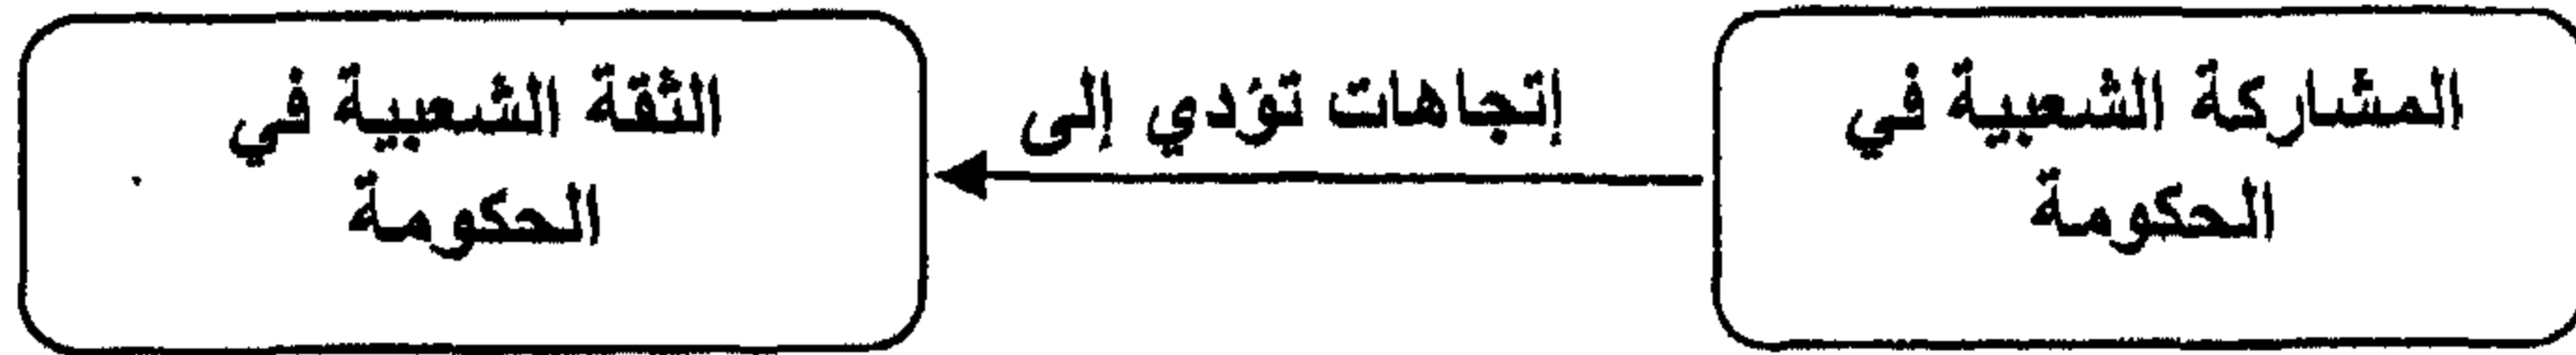 المشاركة الشعبية في
الحكومة
إتجاهات تؤدي إلى
الثقة الشعبية في
الحكومة